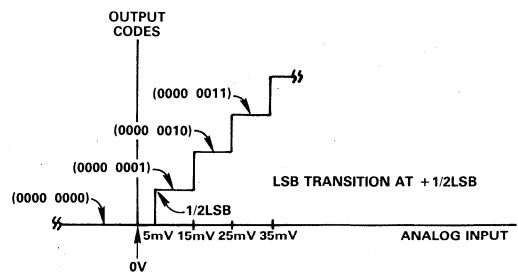 OUTPUT
CODES
(0000 0011)
(0000 0010)
(0000 0001)
LSB TRANSITION AT +1/2LSB
(0000 0000)
1/2LSB
5mV 15mV 25mV 35mV
ANALOG INPUT
0V